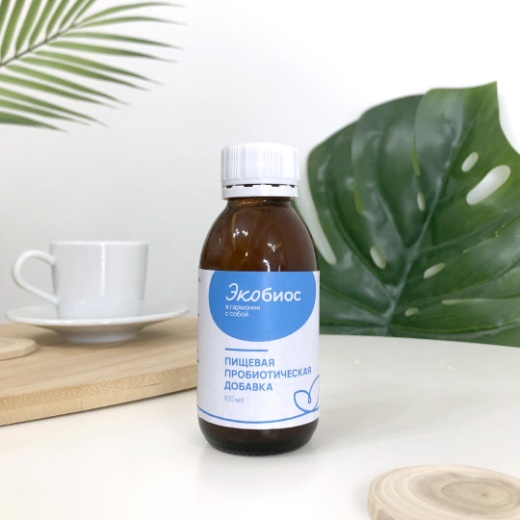 Экобиос
в гармонии
с собой
ПИЩЕВАЯ
ПРОБИОТИЧЕСКАЯ
ДОБАВКА
100 мл